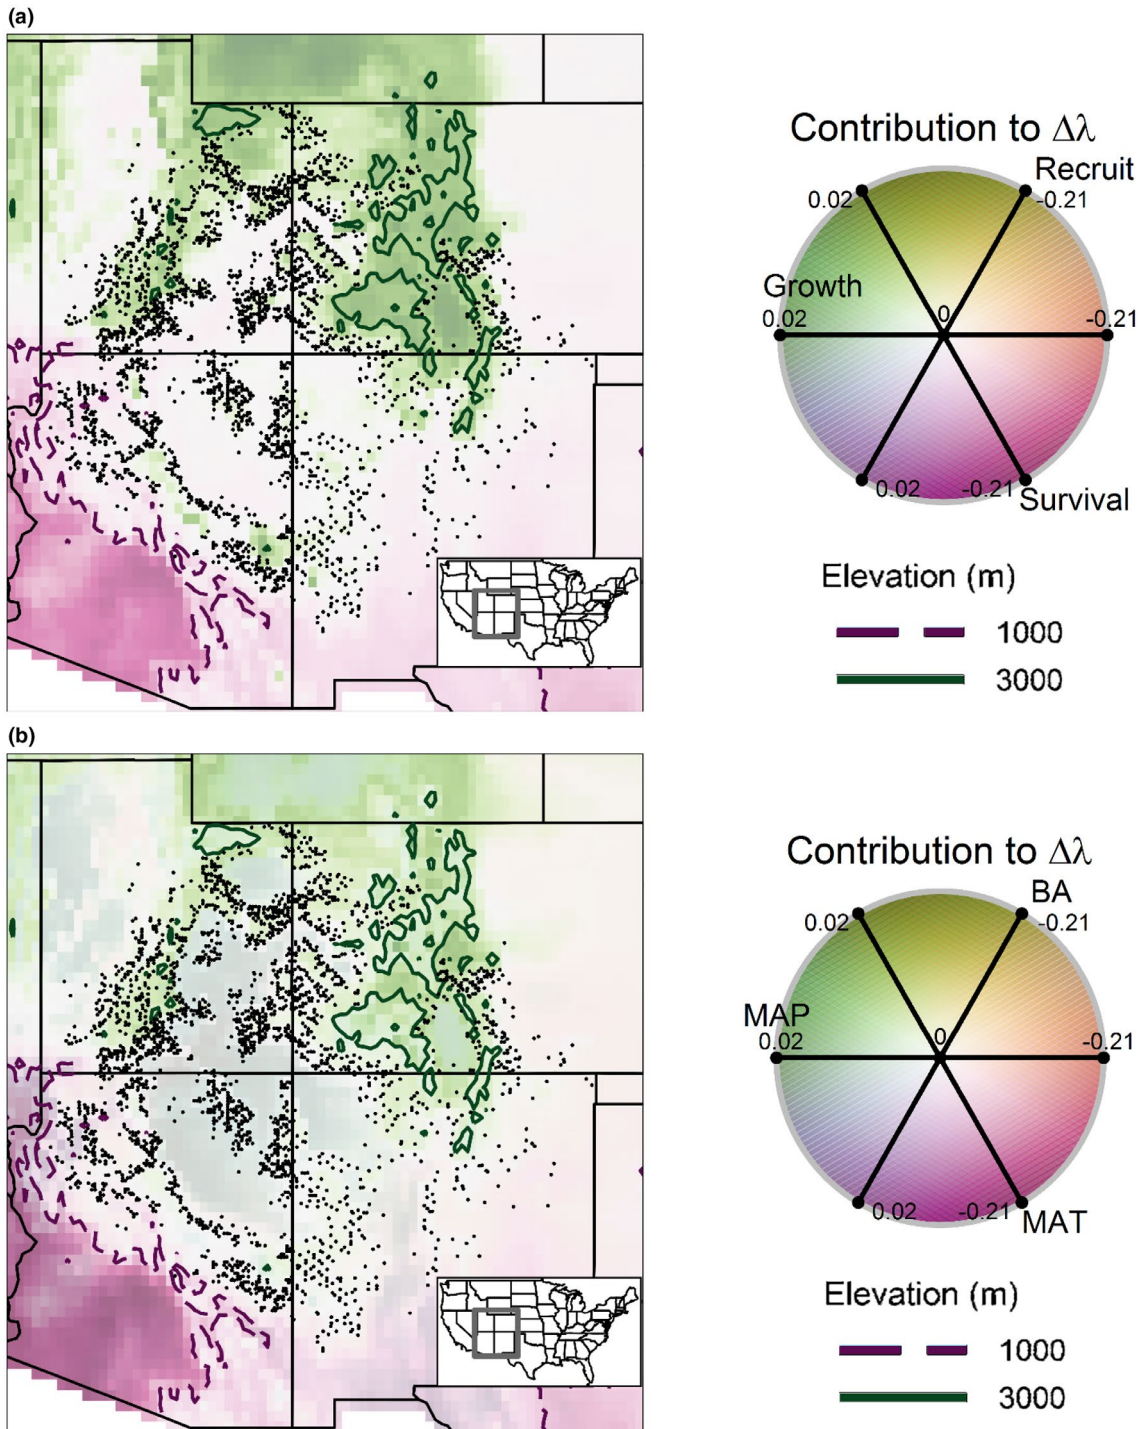 (a)
Contribution to Δλ
Recruit
0.02
-0.21
Growth
0
0.02
-0.21
0.02
-0.21
Survival
Elevation (m)
1000
3000
(b)
Contribution to Δλ
BA
0.02
-0.21
MAP
0
0.02
-0.21
0.02
-0.21
MAT
Elevation (m)
1000
3000